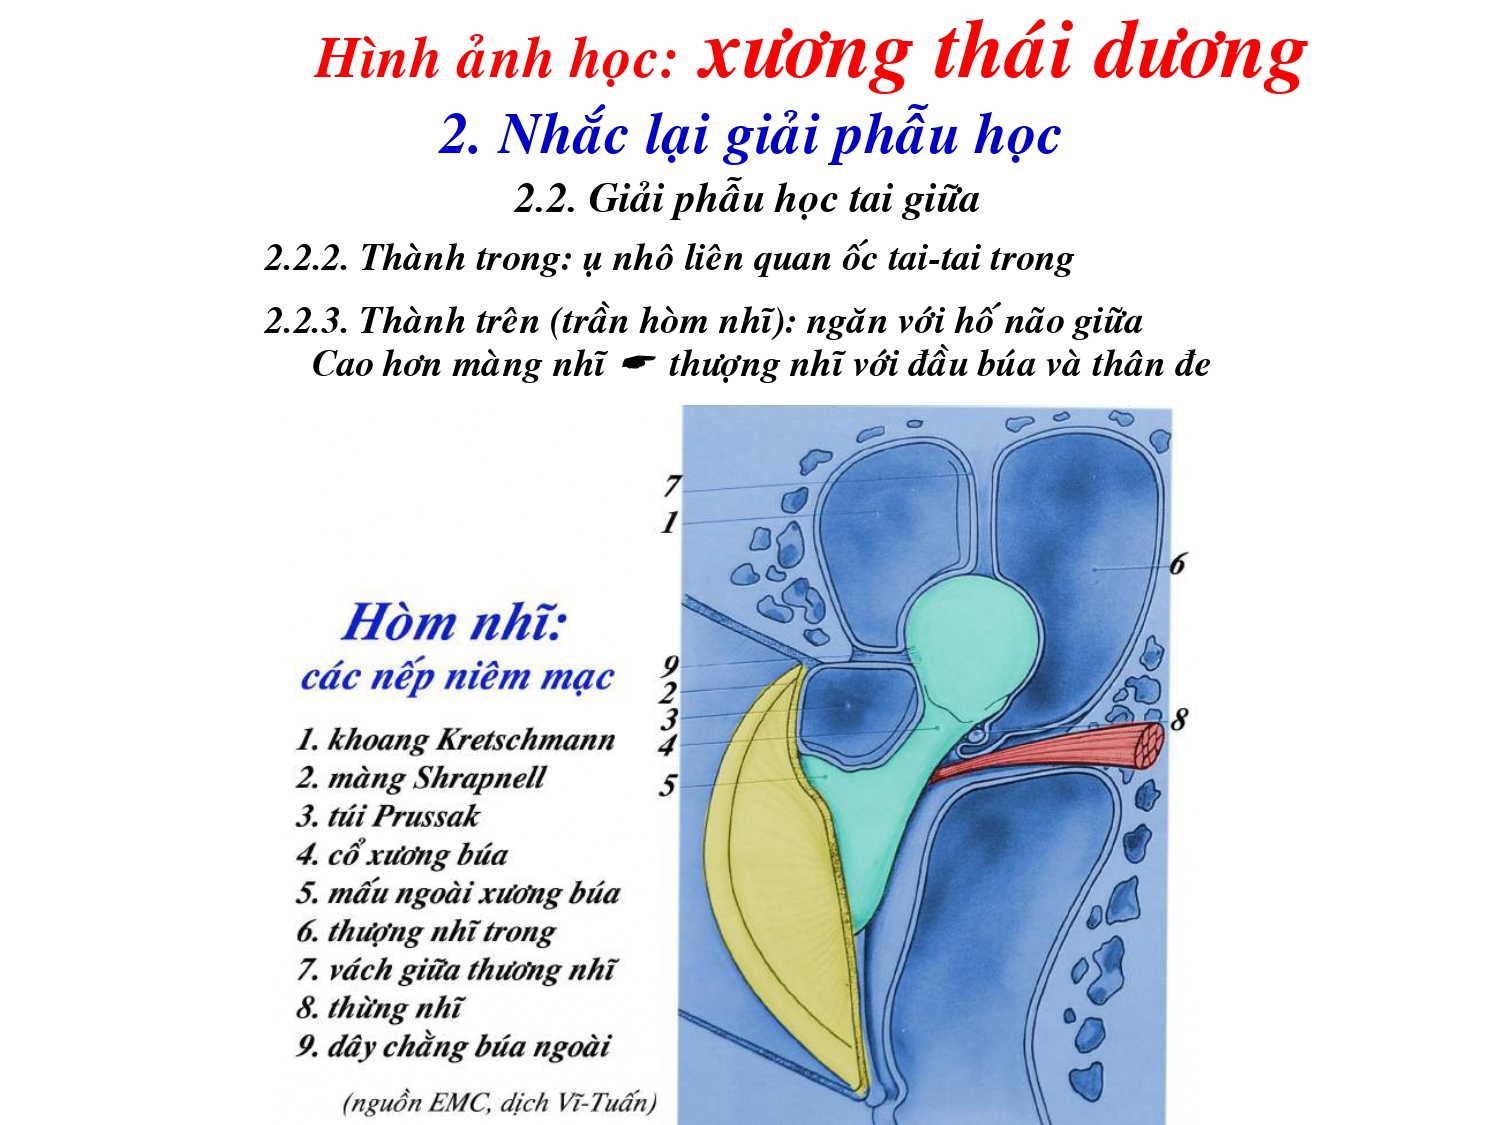 Hình ảnh học: xương thái dương
2. Nhắc lại giải phẫu học
2.2. Giải phẫu học tai giữa
2.2.2. Thành trong: ụ nhô liên quan ốc tai-tai trong
2.2.3. Thành trên (trần hòm nhĩ): ngăn với hố não giữa
Cao hơn màng nhĩ ☛ thượng nhĩ với đầu búa và thân đe
7
1
6
Hòm nhĩ:
các nếp niêm mạc
9
2
3
4
5
8
1. khoang Kretschmann
2. màng Shrapnell
3. túi Prussak
4. cổ xương búa
5. mấu ngoài xương búa
6. thượng nhĩ trong
7. vách giữa thương nhĩ
8. thừng nhĩ
9. dây chằng búa ngoài
(nguồn EMC, dịch Vĩ-Tuấn)